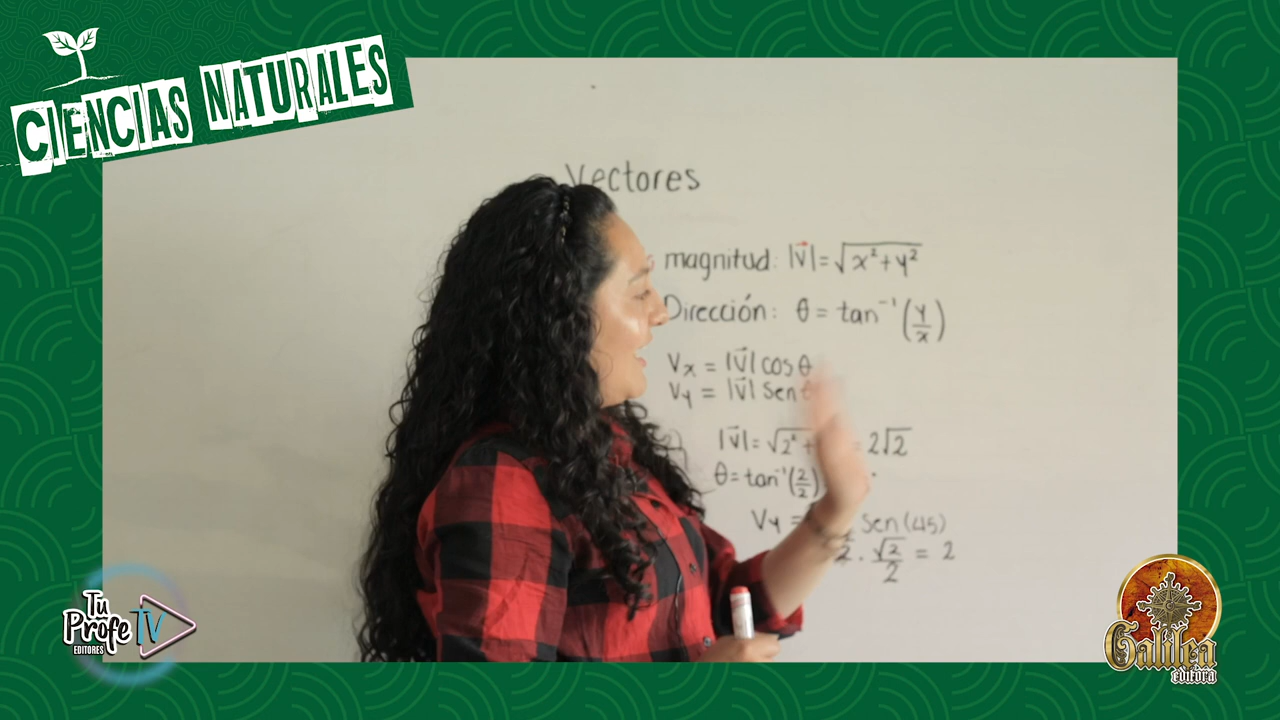 CIENCIAS NATURALES
Vectores
magnitud: |v⃗| = √x² + y²
Dirección: θ = tan⁻¹ (y/x)
Vx = |v⃗| cos θ
Vy = |v⃗| Sen
|v⃗| = √2² + = 2√2
θ = tan⁻¹ (2/2)
Vy = Sen (45)
2 · √2/2 = 2
Tu
Profe TV
EDITORES
Galilea
editora